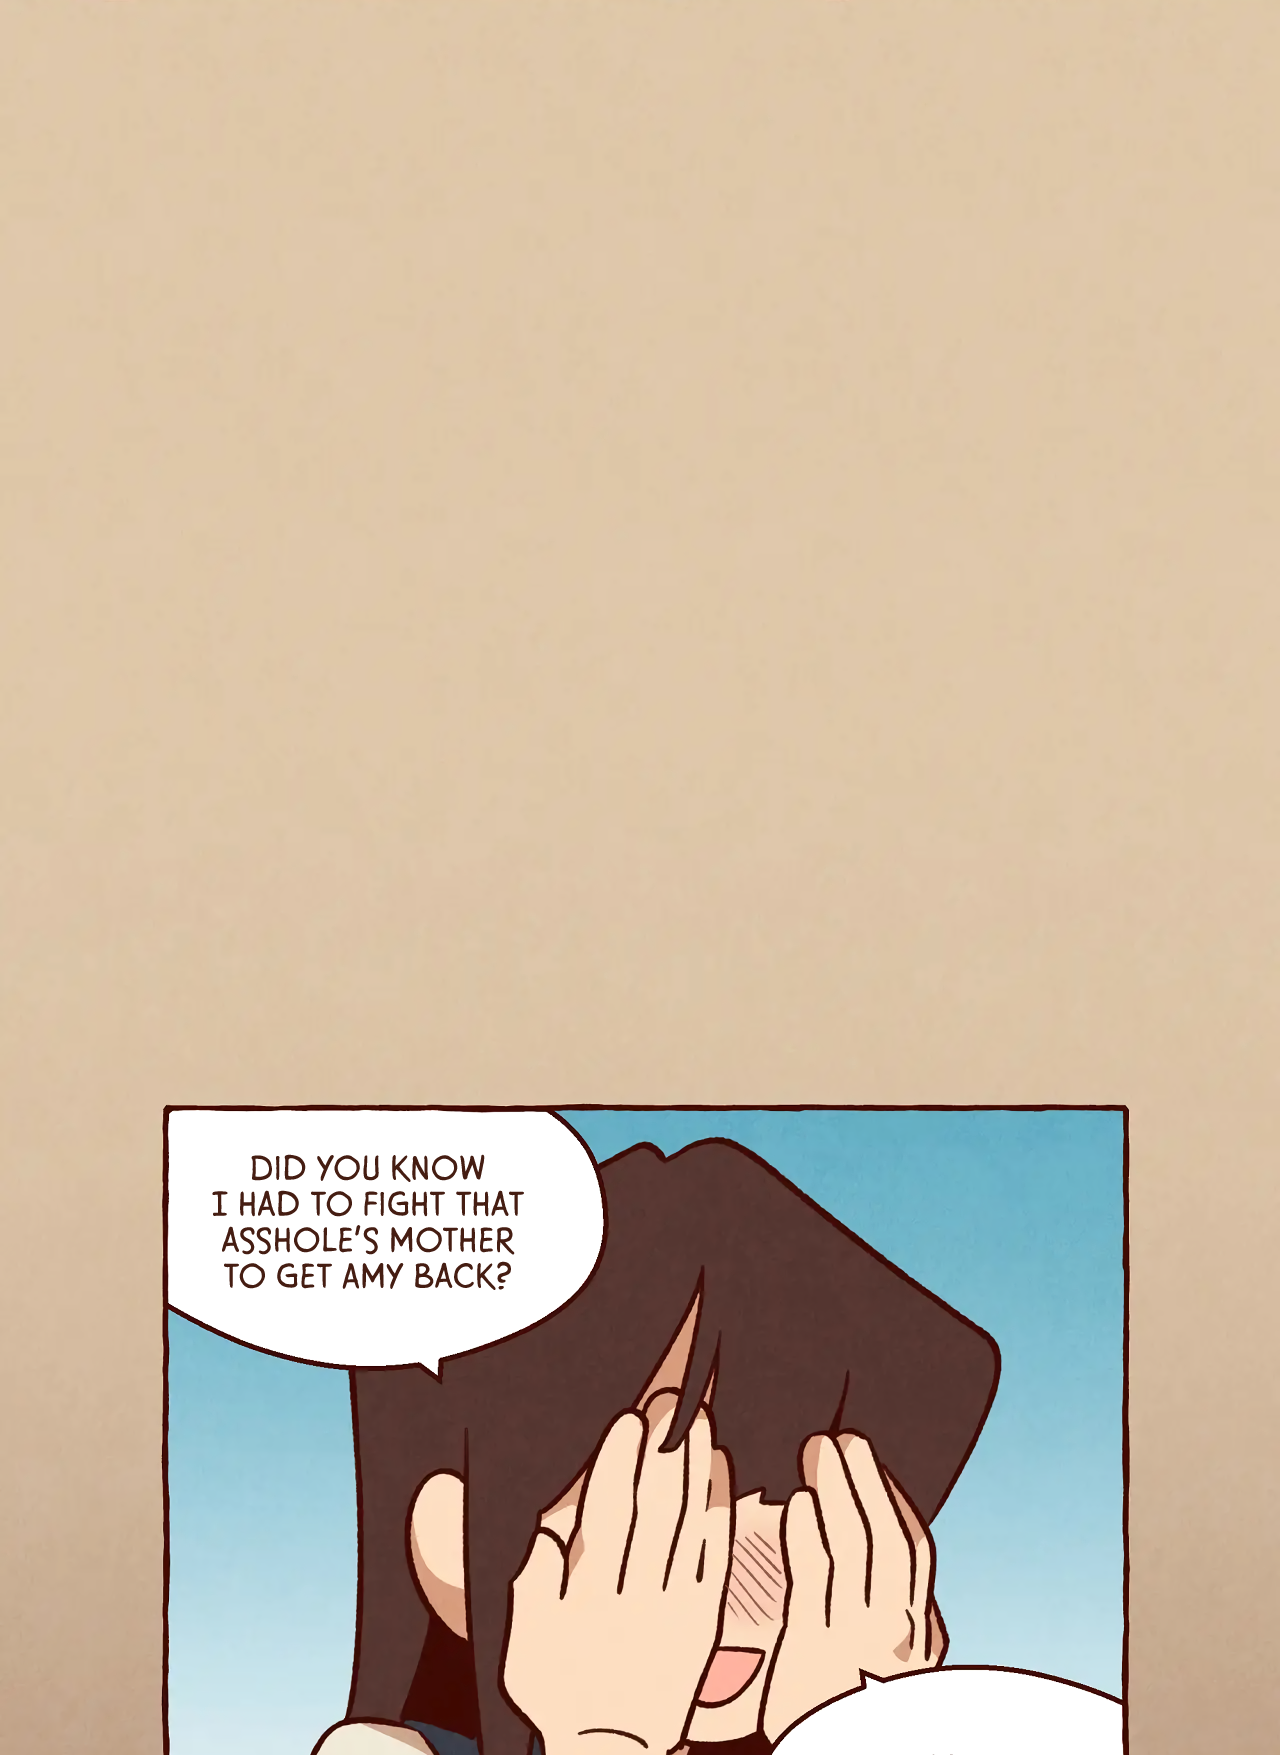 DID YOU KNOW
I HAD TO FIGHT THAT
ASSHOLE'S MOTHER
TO GET AMY BACK?